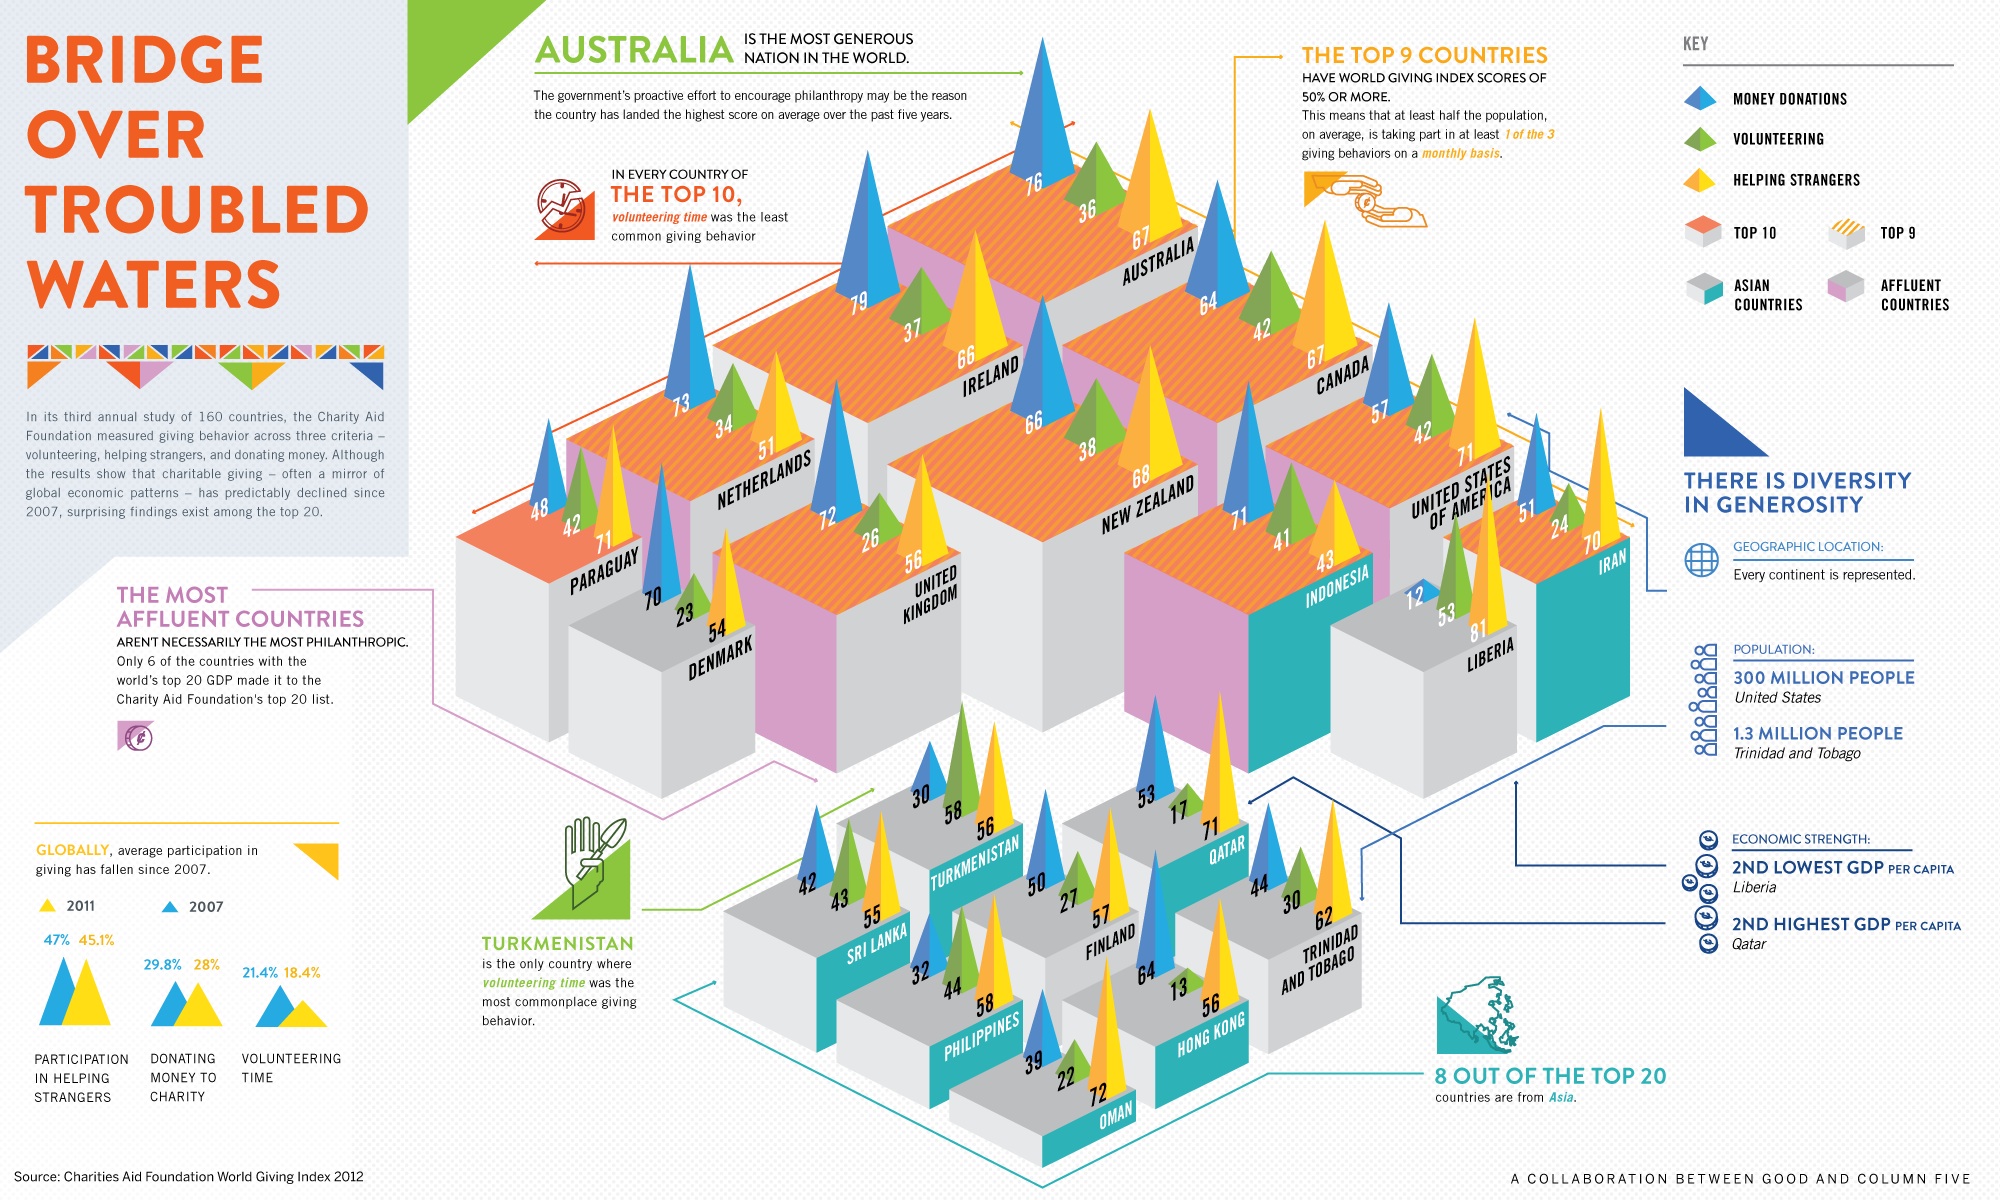 BRIDGE
OVER
TROUBLED
WATERS
In its third annual study of 160 countries, the Charity Aid
Foundation measured giving behavior across three criteria –
volunteering, helping strangers, and donating money. Although
the results show that charitable giving – often a mirror of
global economic patterns – has predictably declined since
2007, surprising findings exist among the top 20.
THE MOST
AFFLUENT COUNTRIES
AREN'T NECESSARILY THE MOST PHILANTHROPIC.
Only 6 of the countries with the
world's top 20 GDP made it to the
Charity Aid Foundation's top 20 list.
GLOBALLY, average participation in
giving has fallen since 2007.
2011
2007
47% 45.1%
29.8% 28%
21.4% 18.4%
PARTICIPATION
IN HELPING
STRANGERS
DONATING
MONEY TO
CHARITY
VOLUNTEERING
TIME
Source: Charities Aid Foundation World Giving Index 2012
AUSTRALIA
IS THE MOST GENEROUS
NATION IN THE WORLD.
The government's proactive effort to encourage philanthropy may be the reason
the country has landed the highest score on average over the past five years.
IN EVERY COUNTRY OF
THE TOP 10,
volunteering time was the least
common giving behavior
THE TOP 9 COUNTRIES
HAVE WORLD GIVING INDEX SCORES OF
50% OR MORE.
This means that at least half the population,
on average, is taking part in at least 1 of the 3
giving behaviors on a monthly basis.
76
36
67
AUSTRALIA
79
37
66
IRELAND
64
42
67
CANADA
73
34
51
NETHERLANDS
66
38
68
NEW ZEALAND
57
42
71
UNITED STATES
OF AMERICA
48
42
71
PARAGUAY
72
26
56
UNITED
KINGDOM
71
41
43
INDONESIA
51
24
70
IRAN
70
23
54
DENMARK
12
53
81
LIBERIA
30
58
56
TURKMENISTAN
53
17
71
QATAR
42
43
55
SRI LANKA
50
27
57
FINLAND
44
30
62
TRINIDAD
AND TOBAGO
32
44
58
PHILIPPINES
64
13
56
HONG KONG
39
22
72
OMAN
TURKMENISTAN
is the only country where
volunteering time was the
most commonplace giving
behavior.
8 OUT OF THE TOP 20
countries are from Asia.
KEY
MONEY DONATIONS
VOLUNTEERING
HELPING STRANGERS
TOP 10
TOP 9
ASIAN
COUNTRIES
AFFLUENT
COUNTRIES
THERE IS DIVERSITY
IN GENEROSITY
GEOGRAPHIC LOCATION:
Every continent is represented.
POPULATION:
300 MILLION PEOPLE
United States
1.3 MILLION PEOPLE
Trinidad and Tobago
ECONOMIC STRENGTH:
2ND LOWEST GDP PER CAPITA
Liberia
2ND HIGHEST GDP PER CAPITA
Qatar
A COLLABORATION BETWEEN GOOD AND COLUMN FIVE